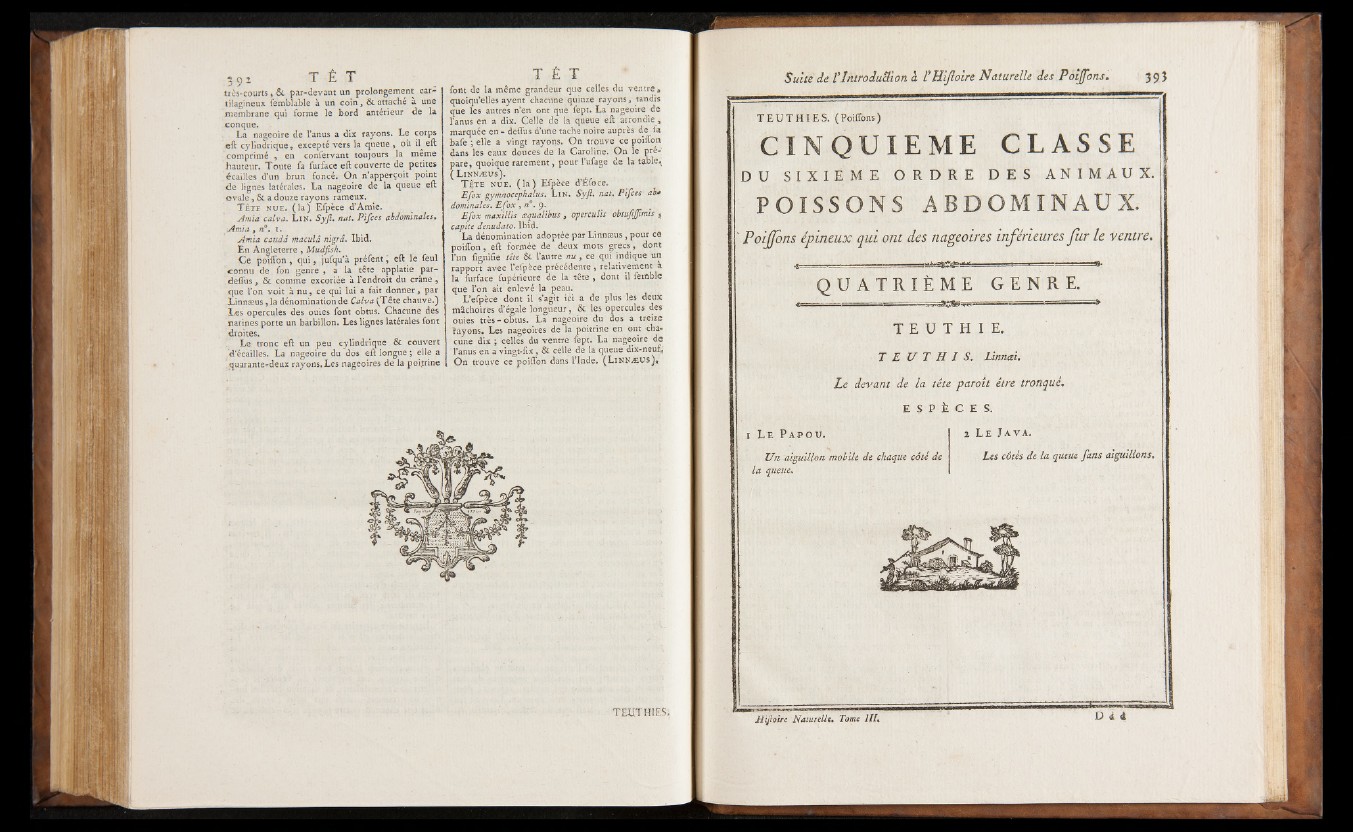 392 TÊT TÊT
très-courts, & par-devant un prolongement car-
tilagineux ſemblable à un coin, & attaché à une
membrane qui forme le bord antérieur de la
conque.
La nageoire de l'anus a dix rayons. Le corps
eſt cylindrique, excepté vers la queue, où il eſt
comprimé, en conſervant toujours la même
hauteur. Toute ſa ſurface eſt couverte de petites
écailles d'un brun foncé. On n'apperçoit point
de lignes latérales. La nageoire de la queue eſt
ovale, & a douze rayons rameux.
TÊTE NUE. (la) Eſpèce d'Amie.
Amia calva. LIN. Syſt. nat. Piſces abdominales.
Amia, n°. 1.
Amia caudâ maculâ nigrâ. Ibid.
En Angleterre, Mudfish.
Ce poiſſon, qui, juſqu'à préſent, eſt le ſeul
connu de ſon genre, a la tête applatie par-
deſſus, & comme excoriée à l'endroit du crâne,
que l'on voit à nu, ce qui lui a fait donner, par
Linnæus, la dénomination de Calva (Tête chauve.)
Les opercules des ouies ſont obtus. Chacune des
narines porte un barbillon. Les lignes latérales ſont
droites.
Le tronc eſt un peu cylindrique & couvert
d'écailles. La nageoire du dos eſt longue; elle a
quarante-deux rayons. Les nageoires de la poitrine
ſont de la même grandeur que celles du ventre,
quoiqu'elles ayent chacune quinze rayons, tandis
que les autres n'en ont que ſept. La nageoire de
l'anus en a dix. Celle de la queue eſt arrondie,
marquée en-deſſus d'une tache noire auprès de ſa
baſe; elle a vingt rayons. On trouve ce poiſſon
dans les eaux douces de la Caroline. On le pré-
pare, quoique rarement, pour l'uſage de la table.
(LINNÆUS).
TÊTE NUE. (la) Eſpèce d'Éſoce.
Eſox gymnocephalus. LIN. Syſt. nat. Piſces ab-
dominales. Eſox, n°. 9.
Eſox maxillis æqualibus, operculis obtuſiſſimis,
capite denudato. Ibid.
La dénomination adoptée par Linnæus, pour ce
poiſſon, eſt formée de deux mots grecs, dont
l'un ſignifie tête & l'autre nu, ce qui indique un
rapport avec l'eſpèce précédente, relativement à
la ſurface ſupérieure de la tête, dont il ſemble
que l'on ait enlevé la peau.
L'eſpèce dont il s'agit ici a de plus les deux
mâchoires d'égale longueur, & les opercules des
ouies très-obtus. La nageoire du dos a treize
rayons. Les nageoires de la poitrine en ont cha-
cune dix; celles du ventre ſept. La nageoire de
l'anus en a vingt-ſix, & celle de la queue dix-neuf.
On trouve ce poiſſon dans l'Inde. (LINNÆUS).
TEUTHIES.
Suite de l'Introduction à l'Hiſtoire Naturelle des Poiſſons. 393
TEUTHIES. (Poiſſons)
CINQUIEME CLASSE
DU SIXIEME ORDRE DES ANIMAUX.
POISSONS ABDOMINAUX.
Poiſſons épineux qui ont des nageoires inférieures ſur le ventre.
QUATRIÈME GENRE.
TEUTHIE.
TEUTHIS. Linnæi.
Le devant de la tête paroît être tronqué.
ESPÈCES.
1 LE PAPOU.
Un aiguillon mobile de chaque côté de
la queue.
2 LE JAVA.
Les côtés de la queue ſans aiguillons.
Hiſtoire Naturelle. Tome III.
Ddd